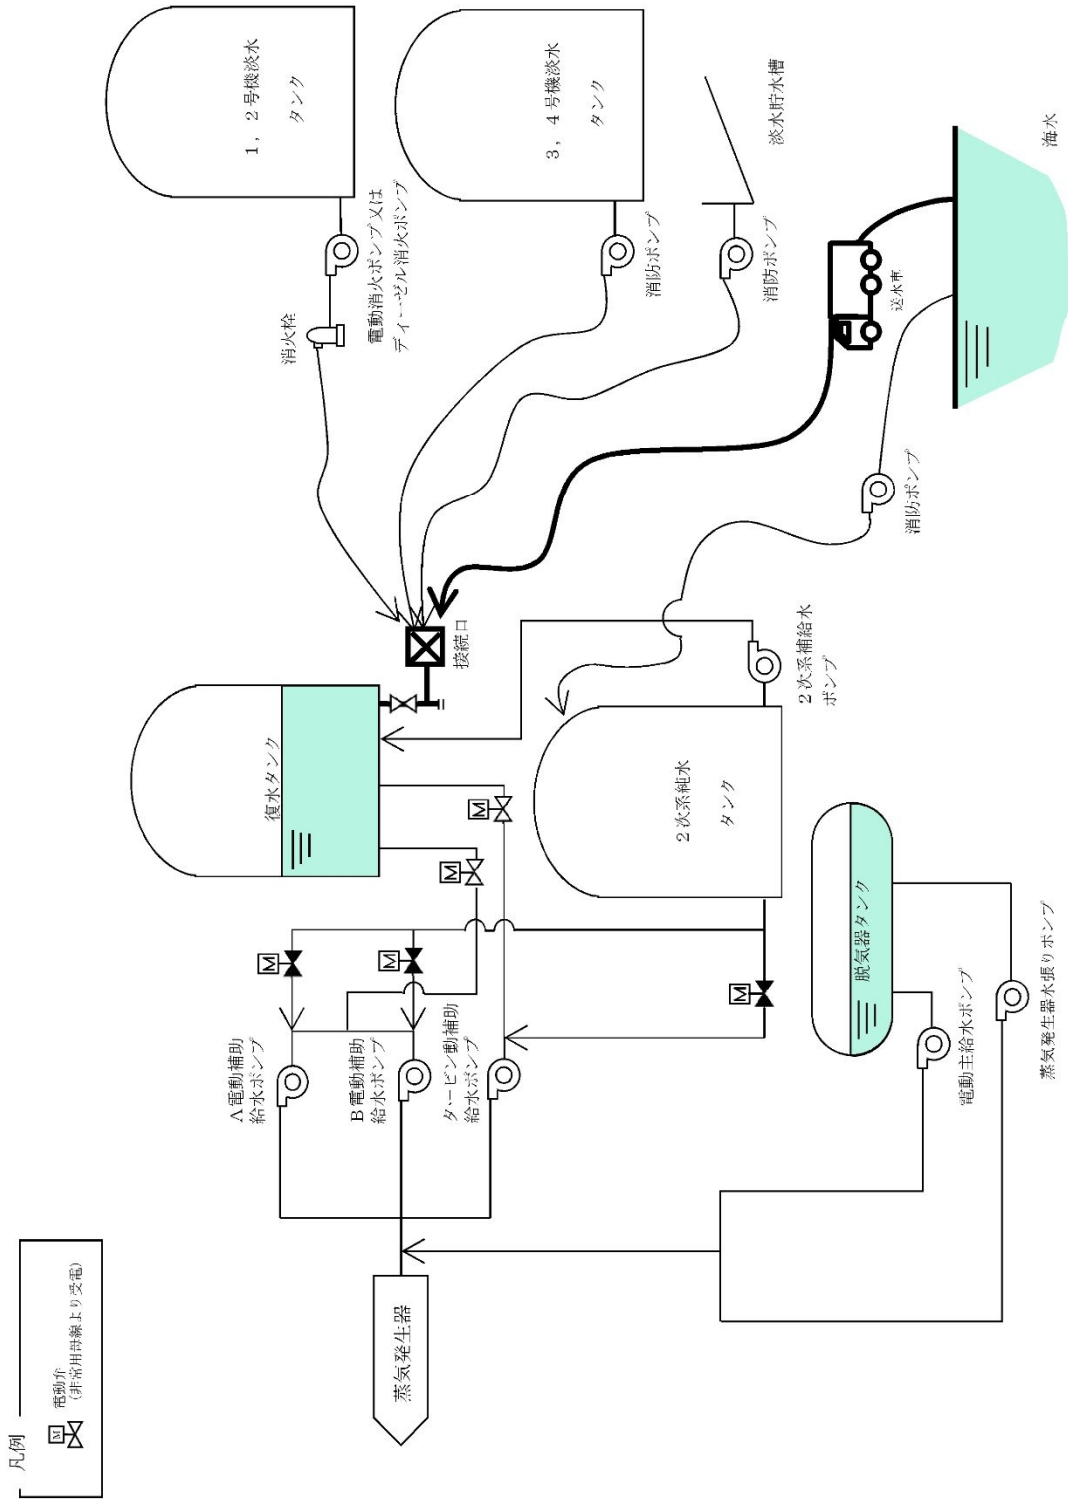 凡例
M
電動弁
（非常用母線より受電）
蒸気発生器
A電動補助
給水ポンプ
B電動補助
給水ポンプ
タービン動補助
給水ポンプ
M
M
M
M
M
復水タンク
接続口
消火栓
電動消火ポンプ又は
ディーゼル消火ポンプ
1，2号機淡水
タンク
3，4号機淡水
タンク
消防ポンプ
淡水貯水槽
消防ポンプ
送水車
海水
消防ポンプ
2次系補給水
ポンプ
2次系純水
タンク
脱気器タンク
電動主給水ポンプ
蒸気発生器水張りポンプ